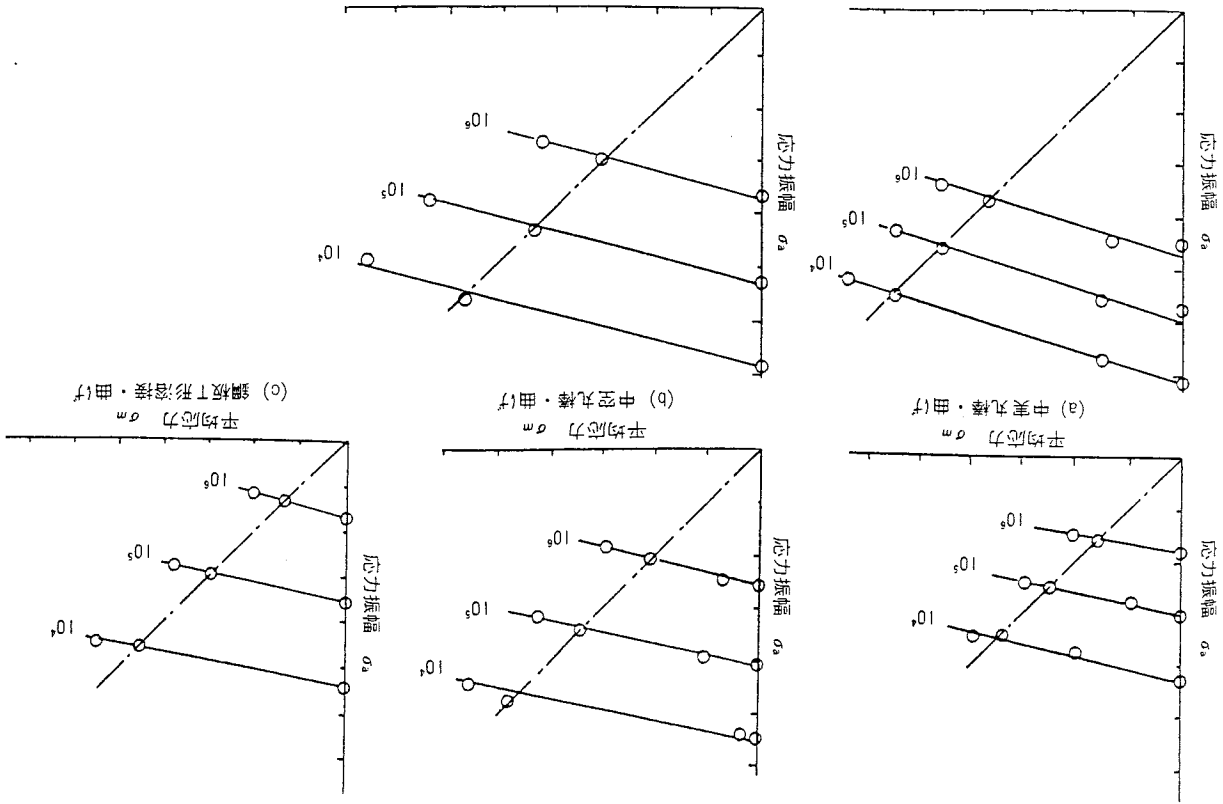 応力振幅 σa
10⁴
10⁵
10⁶
平均応力 σm
(a) 中実丸棒・曲げ
応力振幅 σa
10⁴
10⁵
10⁶
平均応力 σm
(b) 中空丸棒・曲げ
応力振幅 σa
10⁴
10⁵
10⁶
平均応力 σm
(c) 鋼板T形溶接・曲げ
応力振幅 σa
10⁴
10⁵
10⁶
応力振幅 σa
10⁴
10⁵
10⁶